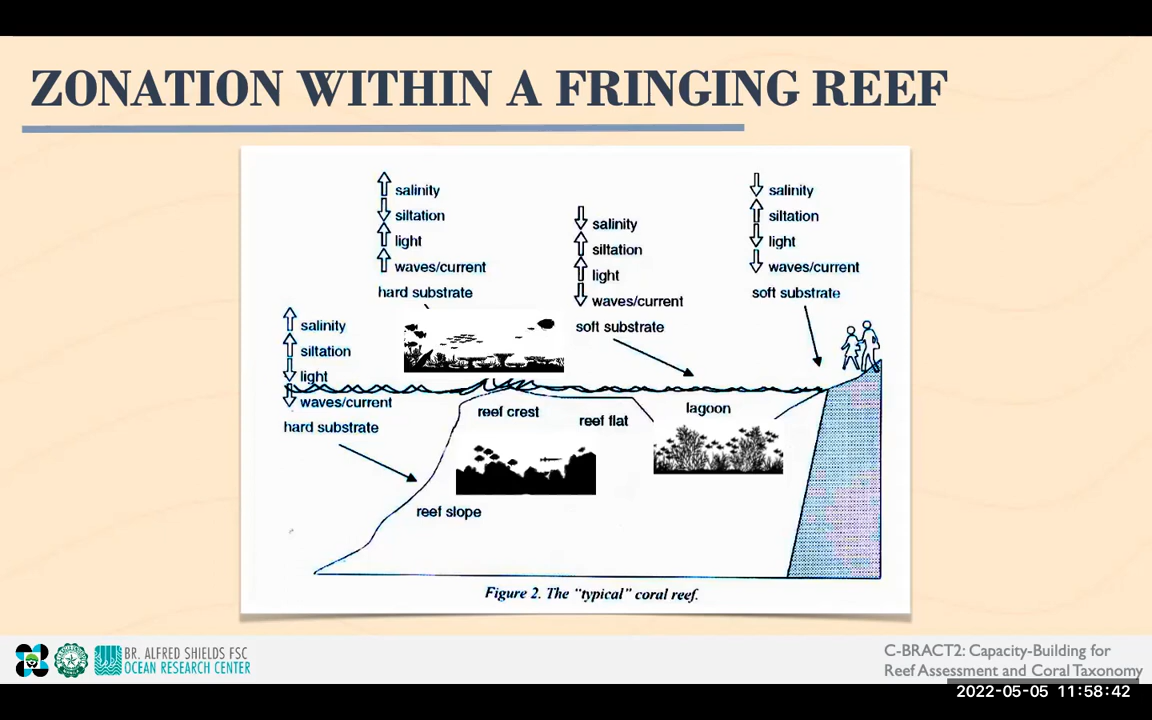 ZONATION WITHIN A FRINGING REEF
salinity
siltation
light
waves/current
hard substrate
salinity
siltation
light
waves/current
soft substrate
salinity
siltation
light
waves/current
soft substrate
salinity
siltation
light
waves/current
hard substrate
reef crest
reef flat
lagoon
reef slope
Figure 2. The "typical" coral reef.
BR. ALFRED SHIELDS FSC
OCEAN RESEARCH CENTER
C-BRACT2: Capacity-Building for
Reef Assessment and Coral Taxonomy
2022-05-05 11:58:42